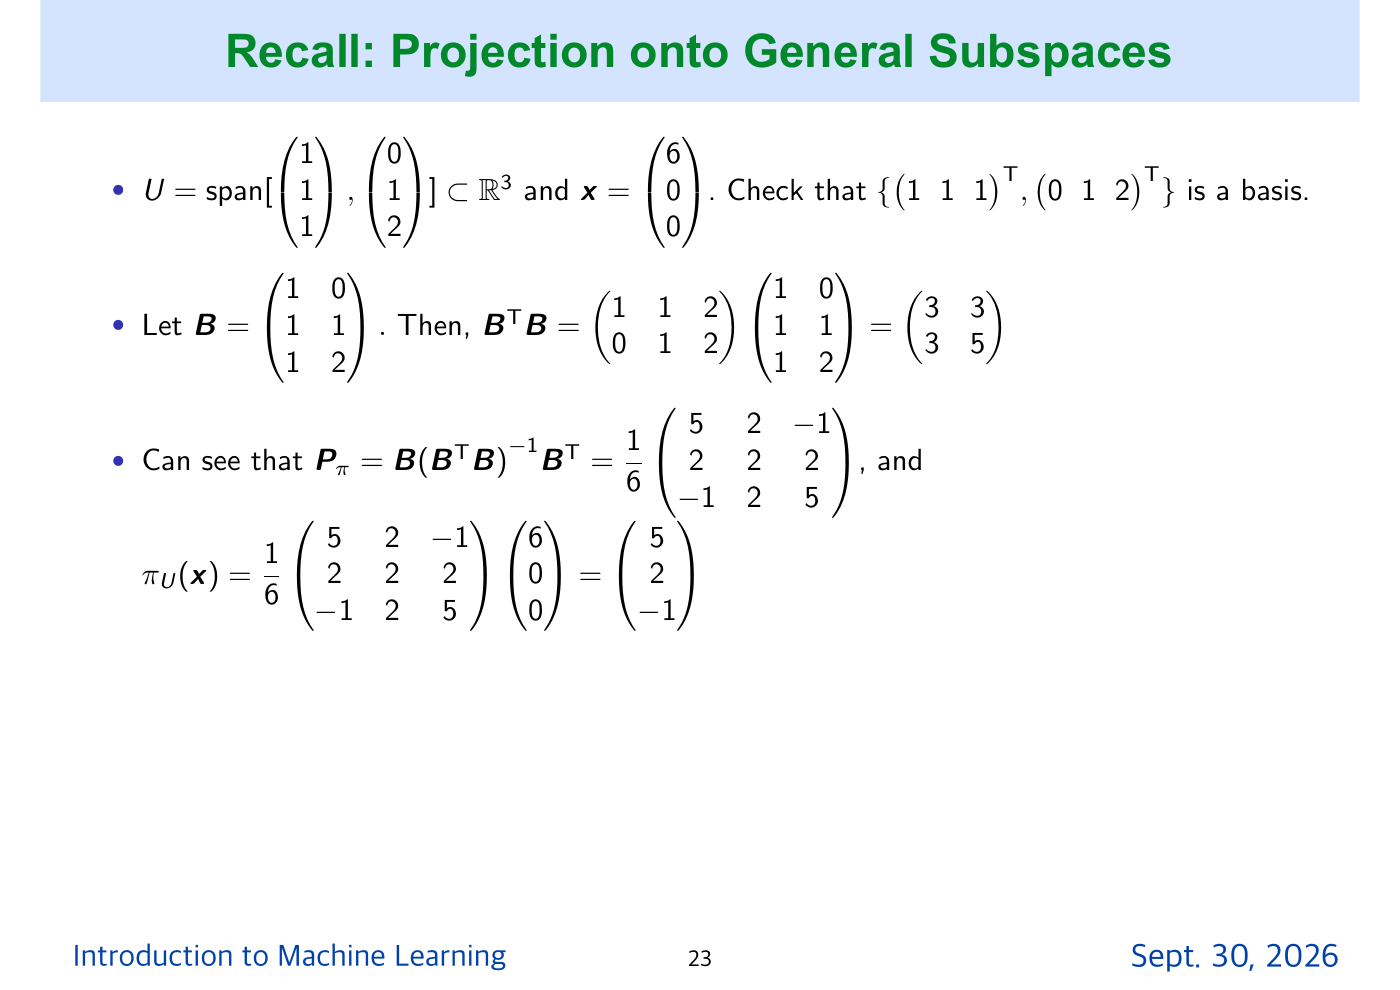 Recall: Projection onto General Subspaces
• U = span[(1 1 1), (0 1 2)] ⊂ ℝ³ and x = (6 0 0). Check that {(1 1 1)ᵀ, (0 1 2)ᵀ} is a basis.
• Let B = (1 0; 1 1; 1 2). Then, BᵀB = (1 1 2; 0 1 2) (1 0; 1 1; 1 2) = (3 3; 3 5)
• Can see that P_π = B(BᵀB)⁻¹Bᵀ = 1/6 (5 2 −1; 2 2 2; −1 2 5), and
π_U(x) = 1/6 (5 2 −1; 2 2 2; −1 2 5) (6 0 0) = (5 2 −1)
Introduction to Machine Learning
23
Sept. 30, 2026